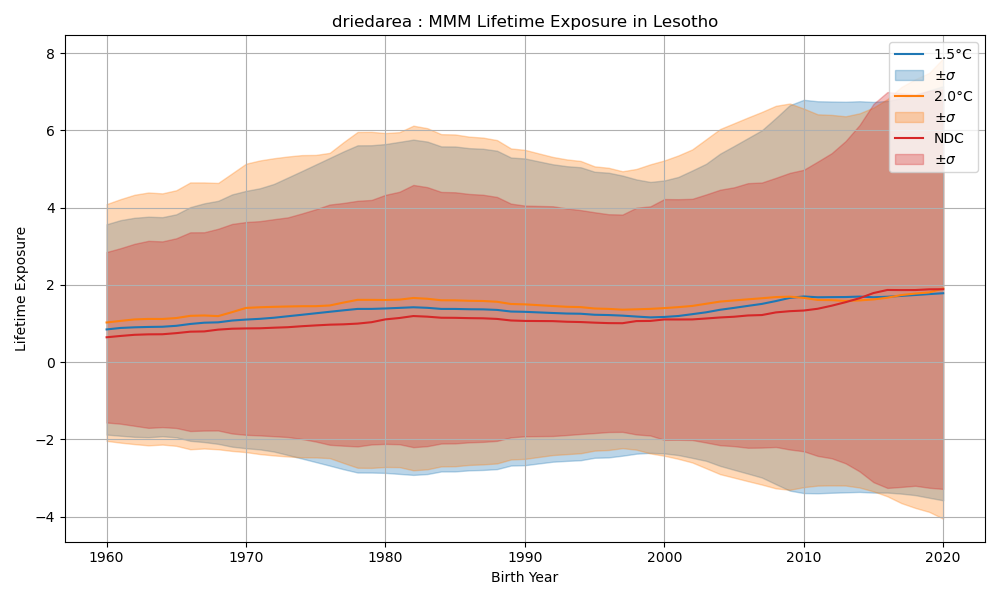 driedarea : MMM Lifetime Exposure in Lesotho
8
6
4
2
0
−2
−4
Lifetime Exposure
1.5°C
±σ
2.0°C
±σ
NDC
±σ
1960 1970 1980 1990 2000 2010 2020
Birth Year